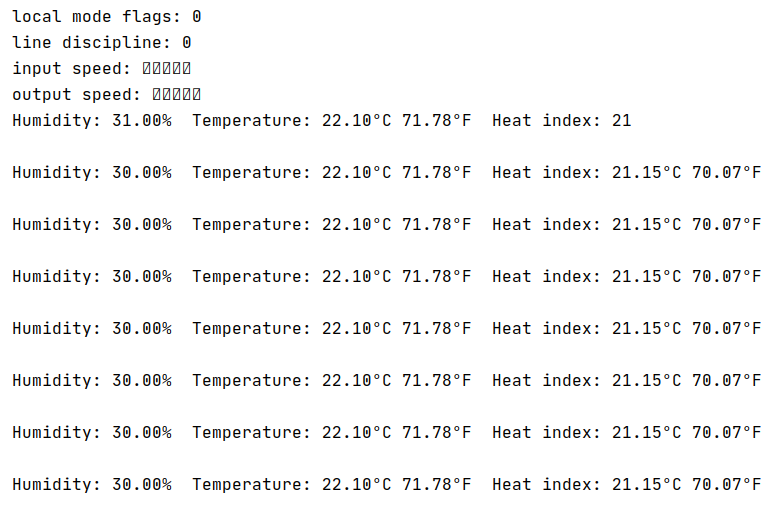 local mode flags: 0
line discipline: 0
input speed:
output speed:
Humidity: 31.00%  Temperature: 22.10°C 71.78°F  Heat index: 21
Humidity: 30.00%  Temperature: 22.10°C 71.78°F  Heat index: 21.15°C 70.07°F
Humidity: 30.00%  Temperature: 22.10°C 71.78°F  Heat index: 21.15°C 70.07°F
Humidity: 30.00%  Temperature: 22.10°C 71.78°F  Heat index: 21.15°C 70.07°F
Humidity: 30.00%  Temperature: 22.10°C 71.78°F  Heat index: 21.15°C 70.07°F
Humidity: 30.00%  Temperature: 22.10°C 71.78°F  Heat index: 21.15°C 70.07°F
Humidity: 30.00%  Temperature: 22.10°C 71.78°F  Heat index: 21.15°C 70.07°F
Humidity: 30.00%  Temperature: 22.10°C 71.78°F  Heat index: 21.15°C 70.07°F